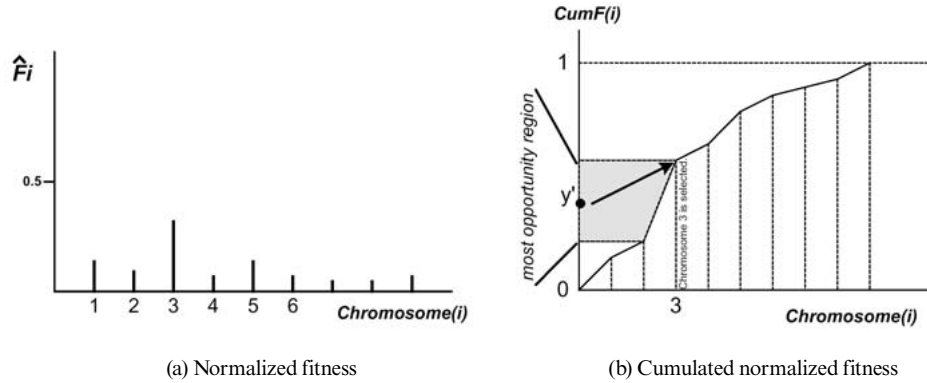 F̂i
0.5
1 2 3 4 5 6
Chromosome(i)
(a) Normalized fitness
CumF(i)
1
most opportunity region
y'
Chromosome 3 is selected
0
3
Chromosome(i)
(b) Cumulated normalized fitness